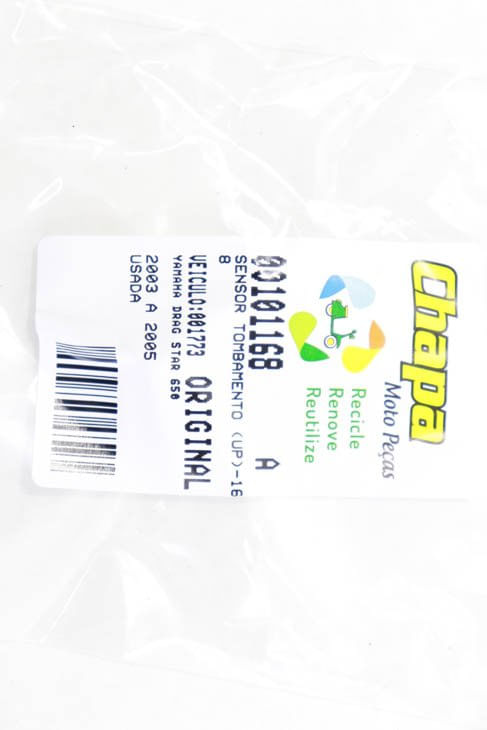 Chapa
Moto Peças
Recicle
Renove
Reutilize
00101168 A
SENSOR TOMBAMENTO (UP)-16
8
VEICULO:001773 ORIGINAL
YAMAHA DRAG STAR 650
2003 A 2005
USADA